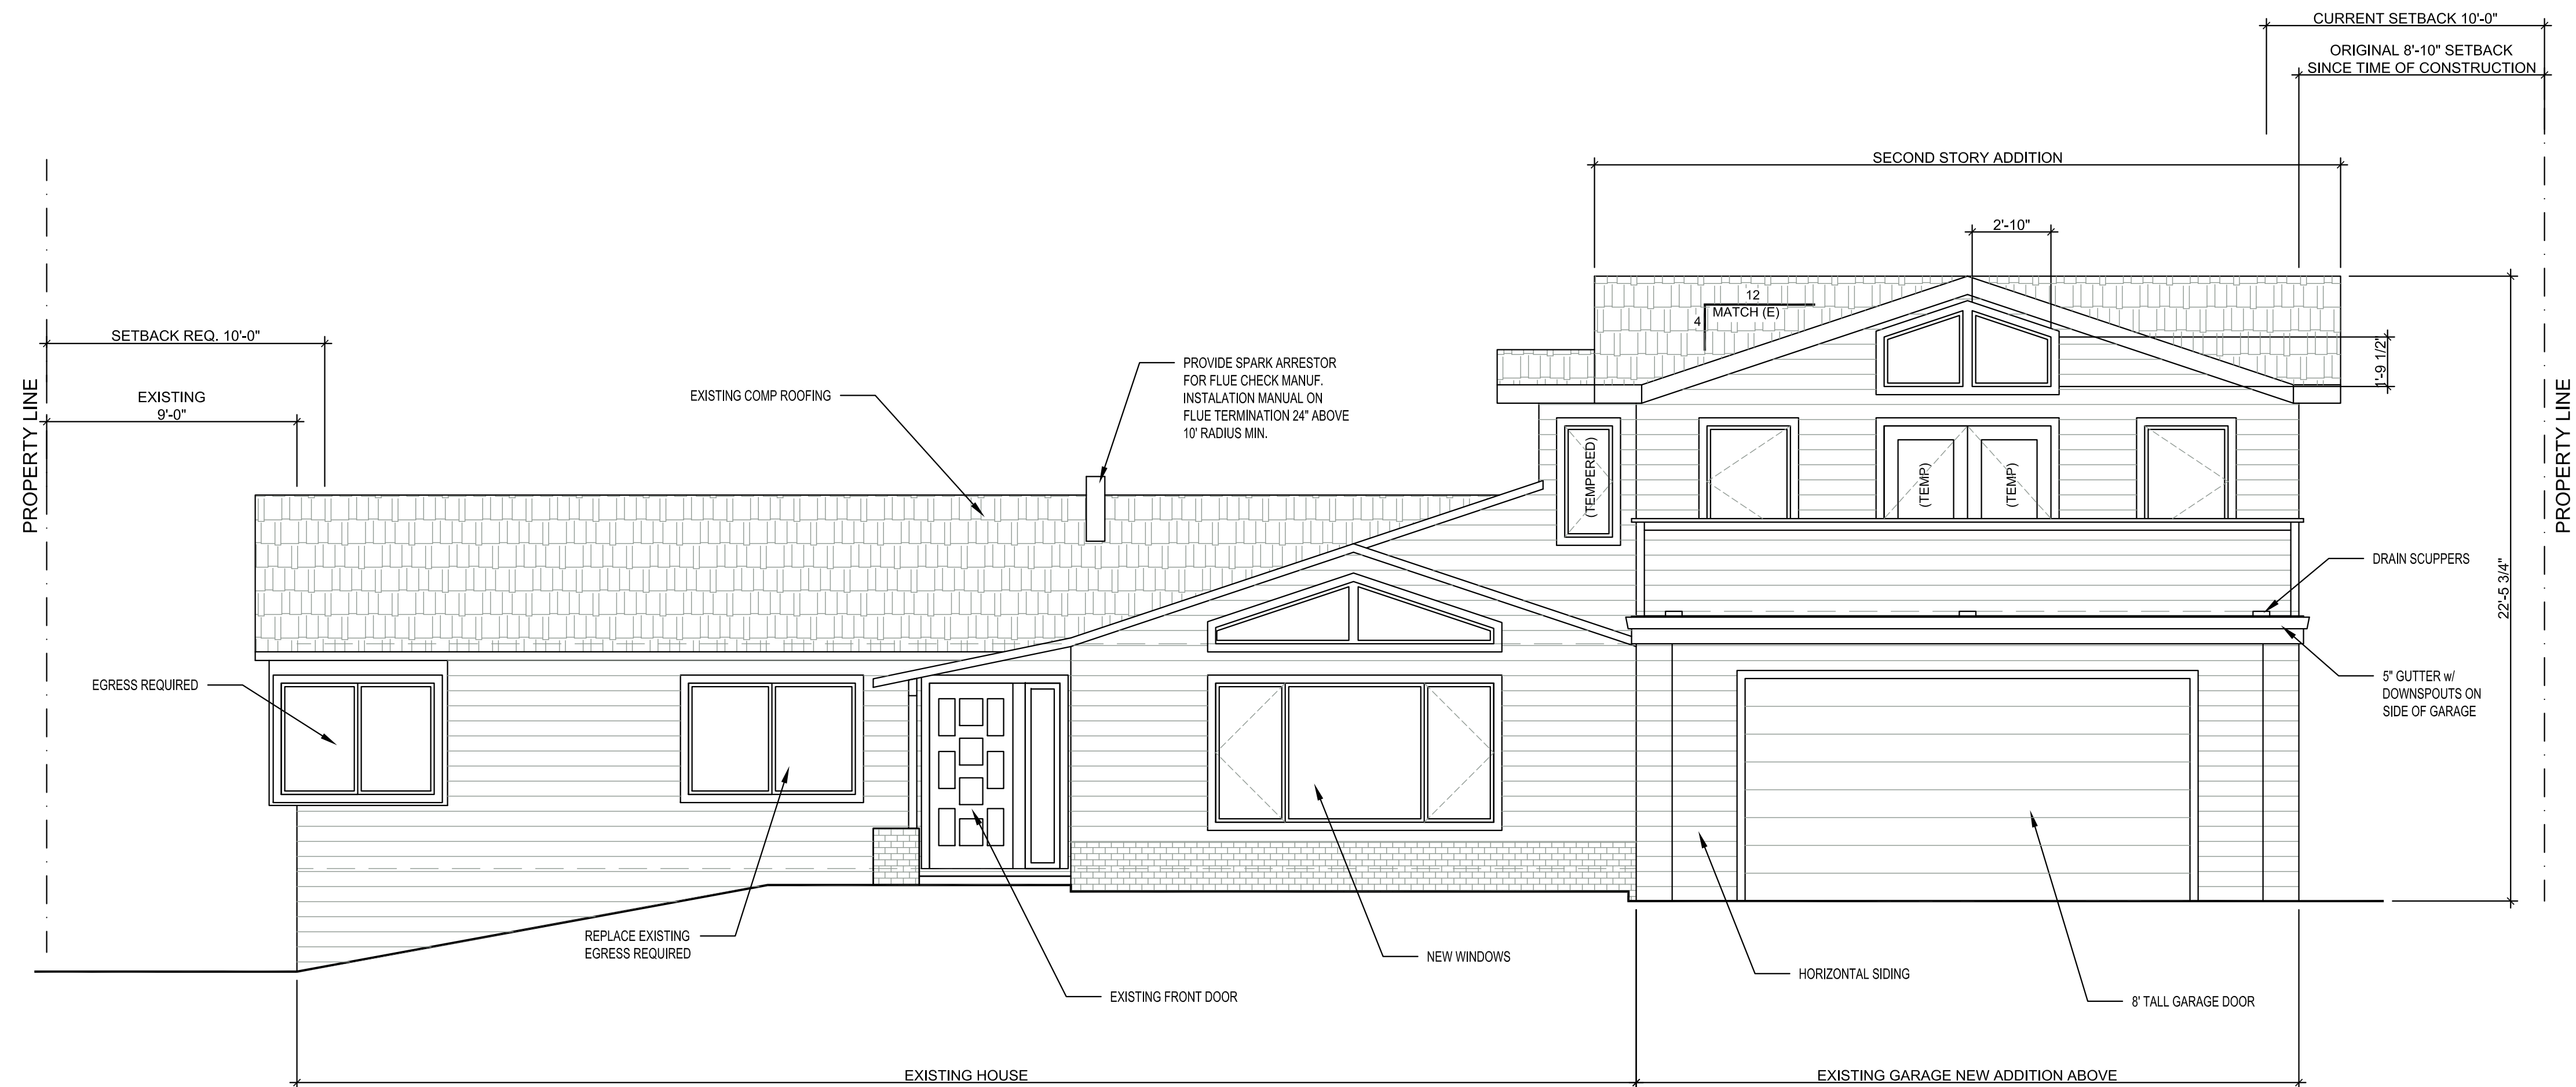 CURRENT SETBACK 10'-0"
ORIGINAL 8'-10" SETBACK
SINCE TIME OF CONSTRUCTION
SECOND STORY ADDITION
2'-10"
12
MATCH (E)
4
1'-9 1/2"
SETBACK REQ. 10'-0"
EXISTING
9'-0"
PROPERTY LINE
EXISTING COMP ROOFING
PROVIDE SPARK ARRESTOR
FOR FLUE CHECK MANUF.
INSTALATION MANUAL ON
FLUE TERMINATION 24" ABOVE
10' RADIUS MIN.
(TEMPERED)
(TEMP)
(TEMP)
PROPERTY LINE
DRAIN SCUPPERS
22'-5 3/4"
EGRESS REQUIRED
5" GUTTER w/
DOWNSPOUTS ON
SIDE OF GARAGE
REPLACE EXISTING
EGRESS REQUIRED
EXISTING FRONT DOOR
NEW WINDOWS
HORIZONTAL SIDING
8' TALL GARAGE DOOR
EXISTING HOUSE
EXISTING GARAGE NEW ADDITION ABOVE